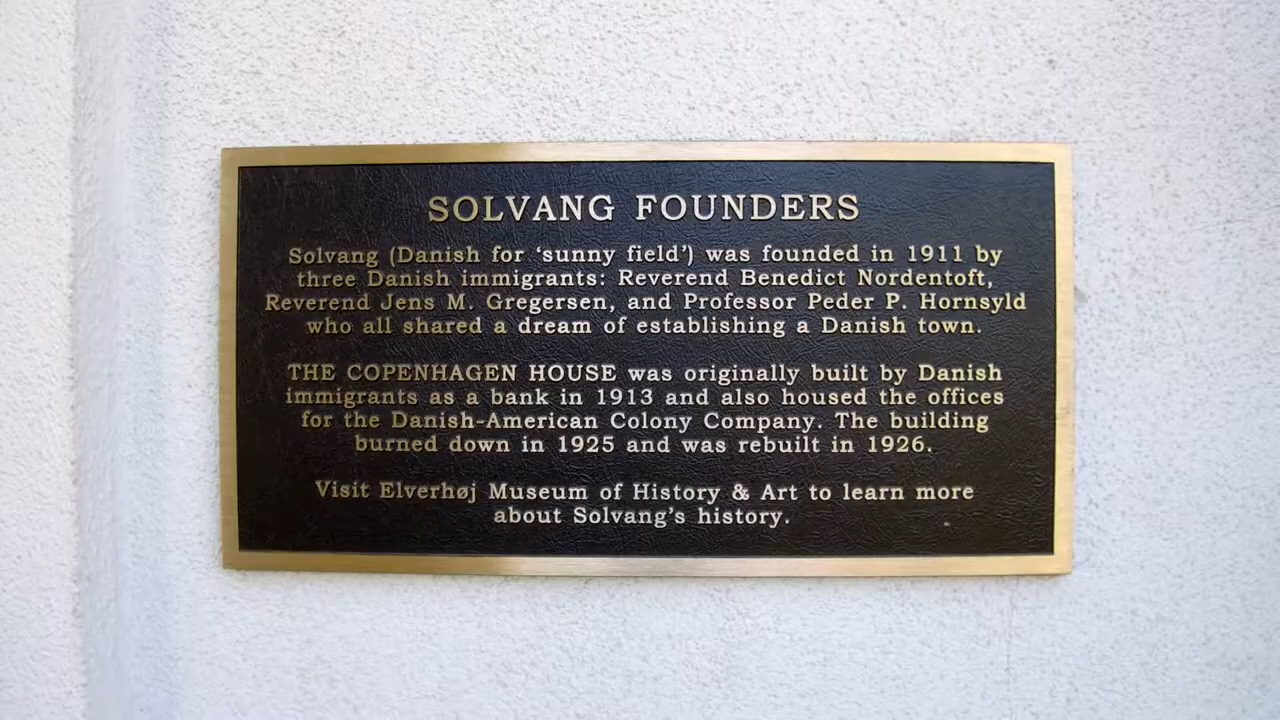 SOLVANG FOUNDERS
Solvang (Danish for ‘sunny field’) was founded in 1911 by
three Danish immigrants: Reverend Benedict Nordentoft,
Reverend Jens M. Gregersen, and Professor Peder P. Hornsyld
who all shared a dream of establishing a Danish town.
THE COPENHAGEN HOUSE was originally built by Danish
immigrants as a bank in 1913 and also housed the offices
for the Danish-American Colony Company. The building
burned down in 1925 and was rebuilt in 1926.
Visit Elverhøj Museum of History & Art to learn more
about Solvang’s history.